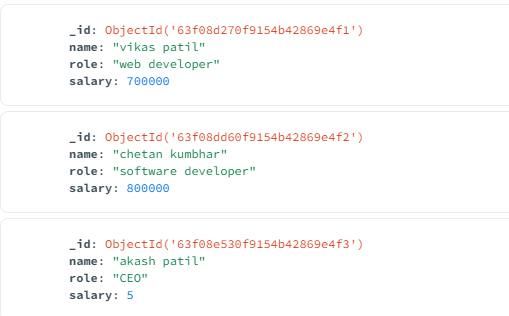 _id: ObjectId('63f08d270f9154b42869e4f1')
name: "vikas patil"
role: "web developer"
salary: 700000
_id: ObjectId('63f08dd60f9154b42869e4f2')
name: "chetan kumbhar"
role: "software developer"
salary: 800000
_id: ObjectId('63f08e530f9154b42869e4f3')
name: "akash patil"
role: "CEO"
salary: 5